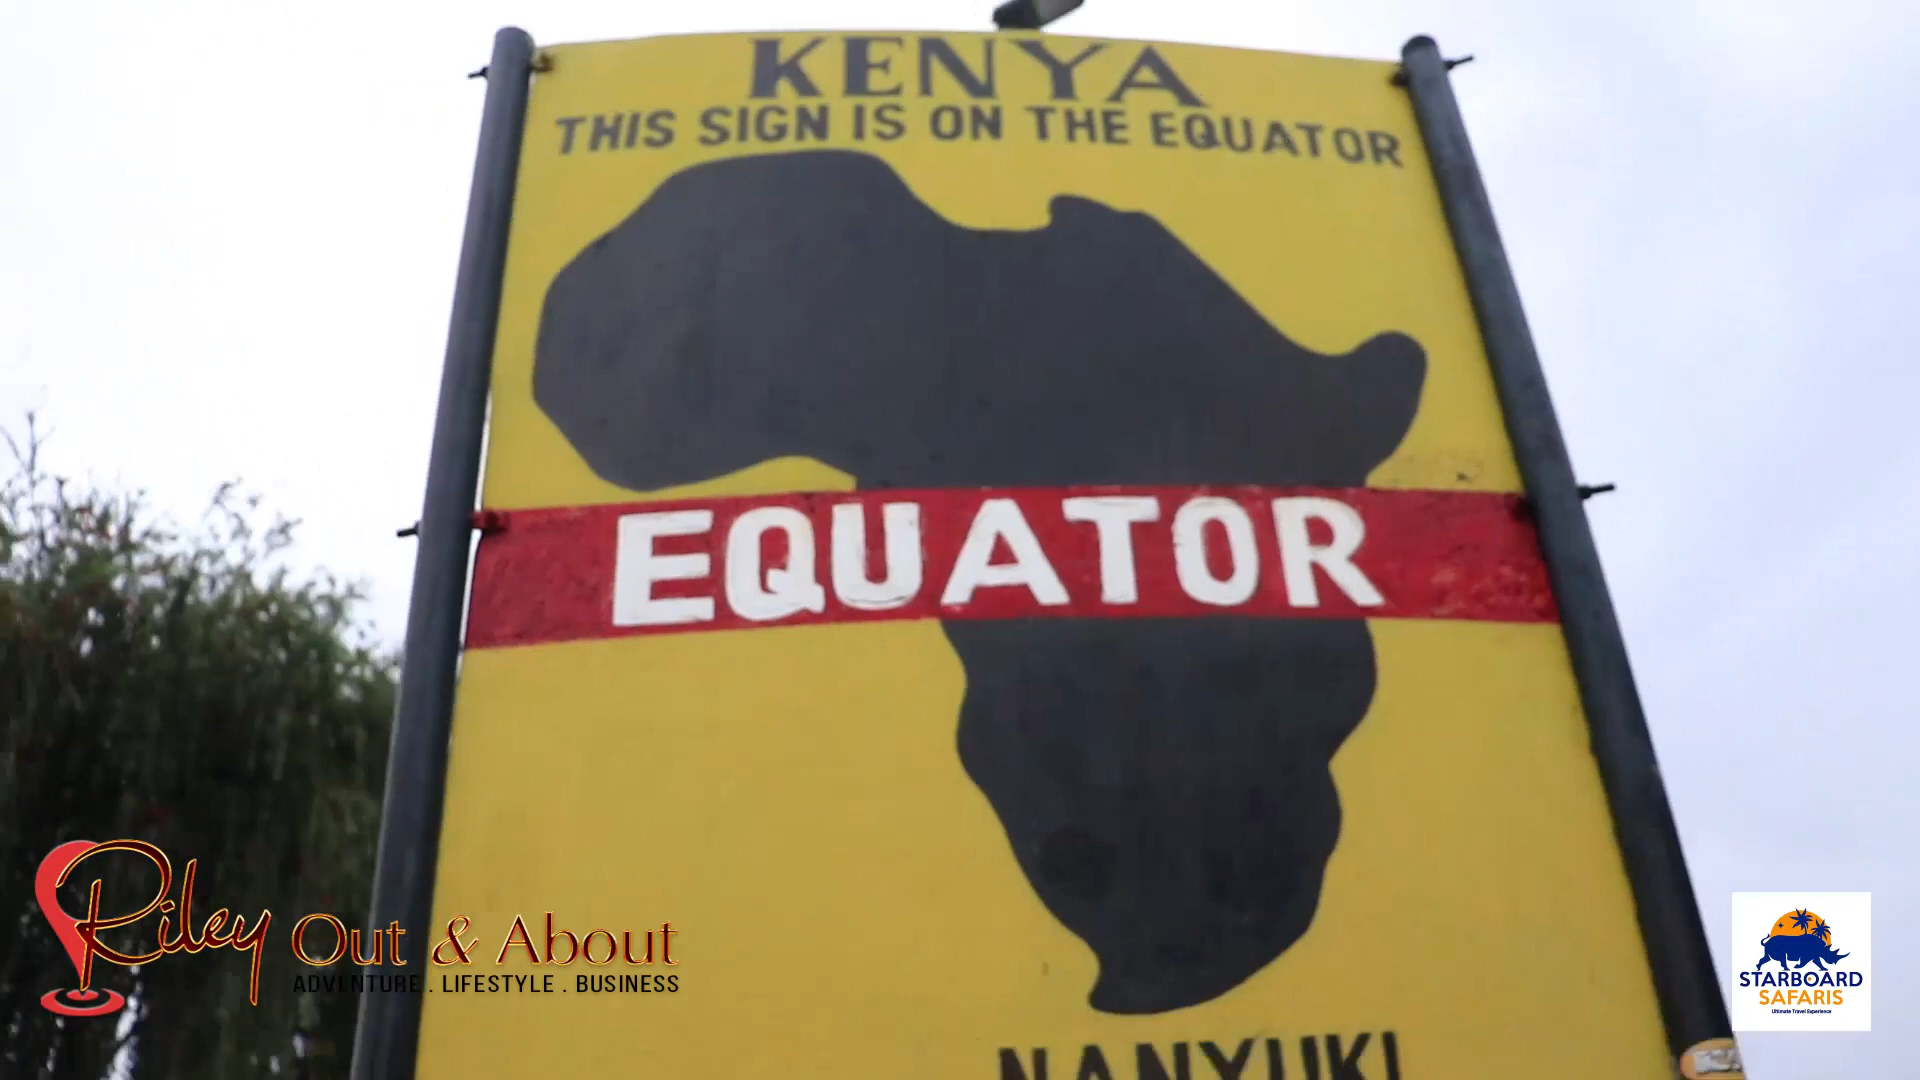 KENYA
THIS SIGN IS ON THE EQUATOR
EQUATOR
NANYUKI
Riley Out & About
ADVENTURE . LIFESTYLE . BUSINESS
STARBOARD
SAFARIS
Ultimate Travel Experience